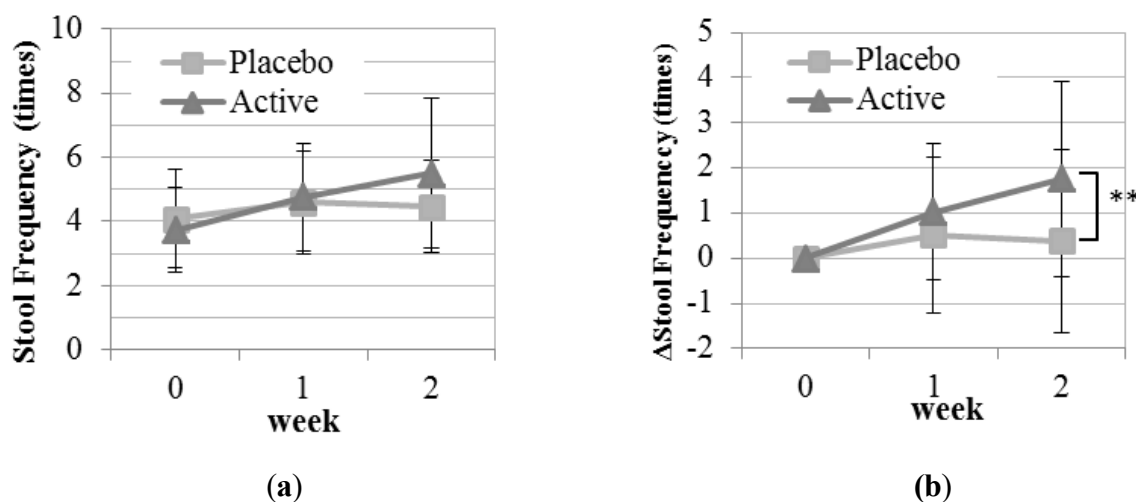 Stool Frequency (times)
10
8
6
4
2
0
Placebo
Active
0 1 2
week
(a)
ΔStool Frequenccy (times)
5
4
3
2
1
0
-1
-2
Placebo
Active
**
0 1 2
week
(b)